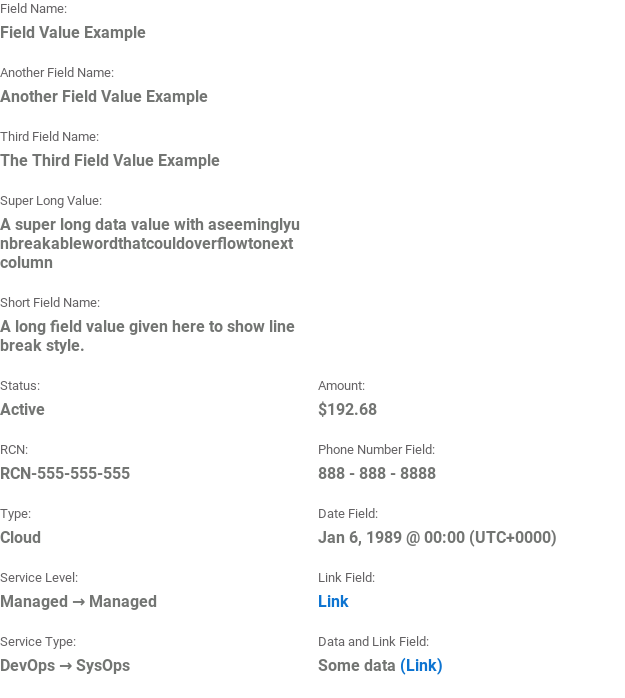 Field Name:
Field Value Example
Another Field Name:
Another Field Value Example
Third Field Name:
The Third Field Value Example
Super Long Value:
A super long data value with aseeminglyu
nbreakablewordthatcouldoverflowtonext
column
Short Field Name:
A long field value given here to show line
break style.
Status:
Active
RCN:
RCN-555-555-555
Type:
Cloud
Service Level:
Managed → Managed
Service Type:
DevOps → SysOps
Amount:
$192.68
Phone Number Field:
888 - 888 - 8888
Date Field:
Jan 6, 1989 @ 00:00 (UTC+0000)
Link Field:
Link
Data and Link Field:
Some data (Link)